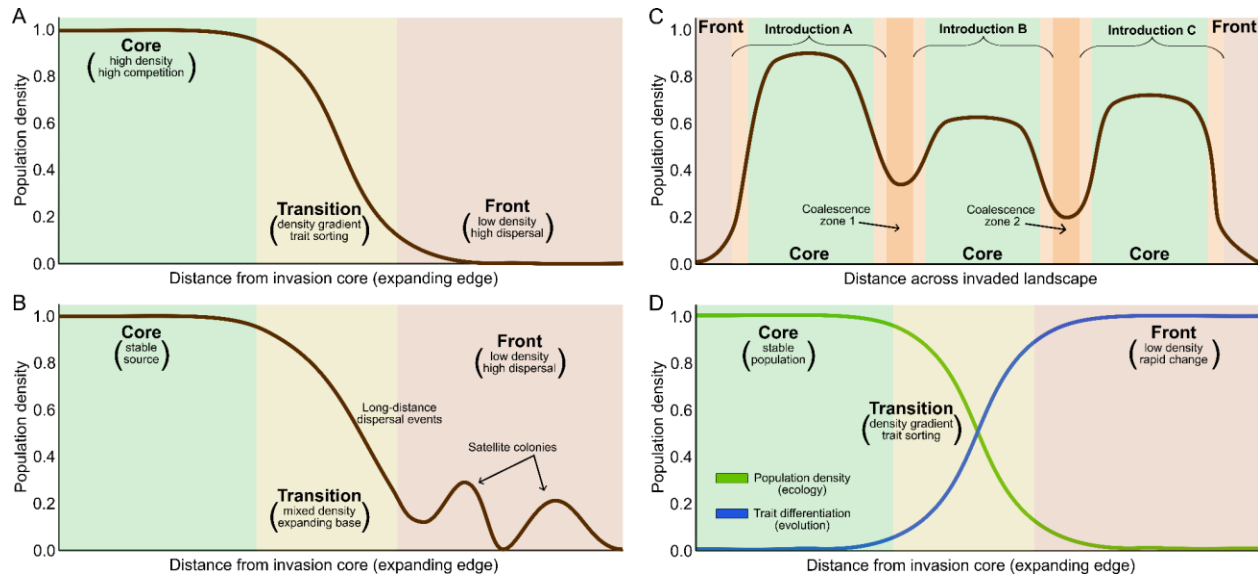 A
Population density
1.0
0.8
0.6
0.4
0.2
0.0
Core
(high density
high competition)
Transition
(density gradient
trait sorting)
Front
(low density
high dispersal)
Distance from invasion core (expanding edge)
B
Population density
1.0
0.8
0.6
0.4
0.2
0.0
Core
(stable
source)
Front
(low density
high dispersal)
Long-distance
dispersal events
Satellite colonies
Transition
(mixed density
expanding base)
Distance from invasion core (expanding edge)
C
Population density
1.0
0.8
0.6
0.4
0.2
0.0
Front
Introduction A
Introduction B
Introduction C
Front
Coalescence
zone 1
Coalescence
zone 2
Core
Core
Core
Distance across invaded landscape
D
Population density
1.0
0.8
0.6
0.4
0.2
0.0
Core
(stable
population)
Front
(low density
rapid change)
Transition
(density gradient
trait sorting)
Population density
(ecology)
Trait differentiation
(evolution)
Distance from invasion core (expanding edge)